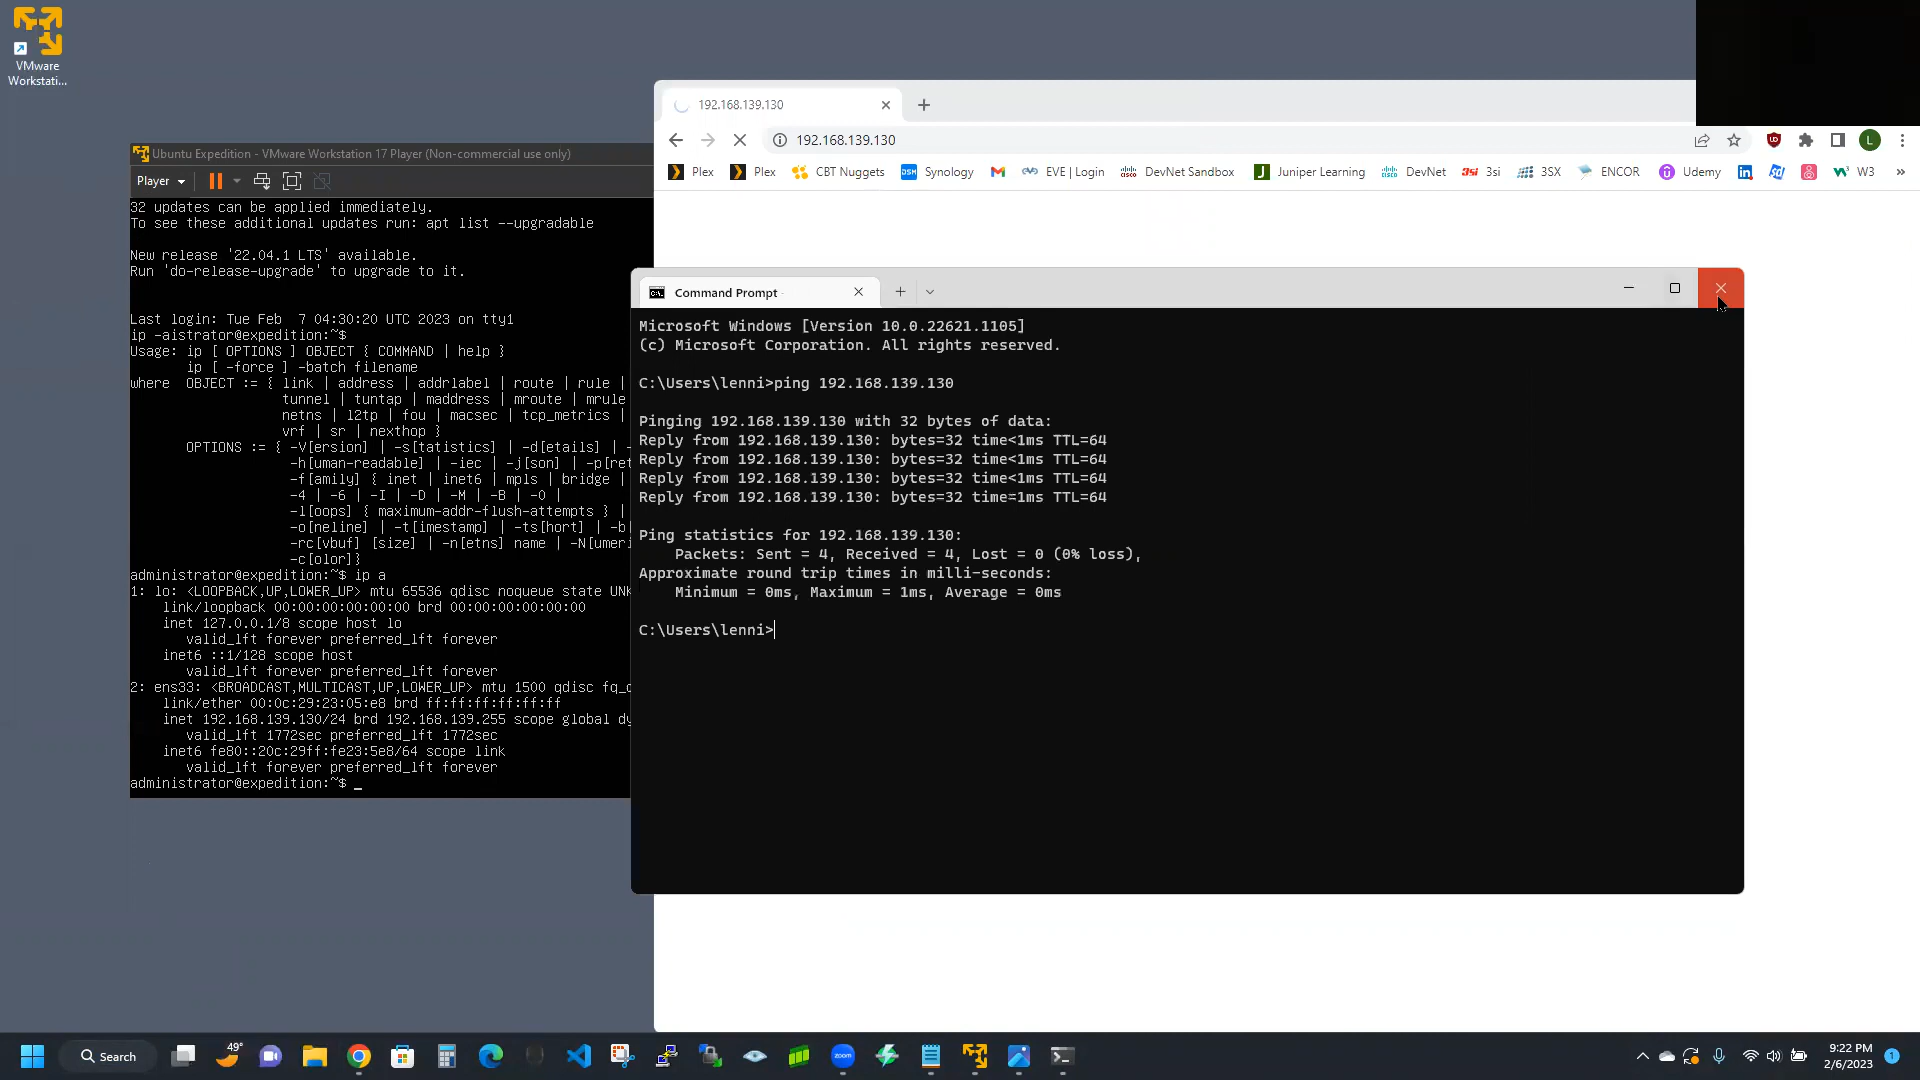 VMware
Workstati...
192.168.139.130
192.168.139.130
L
Plex
Plex
CBT Nuggets
DSM Synology
EVE | Login
DevNet Sandbox
Juniper Learning
DevNet
3si 3si
3SX
ENCOR
Udemy
W3
Ubuntu Expedition - VMware Workstation 17 Player (Non-commercial use only)
Player
32 updates can be applied immediately.
To see these additional updates run: apt list --upgradable
New release '22.04.1 LTS' available.
Run 'do-release-upgrade' to upgrade to it.
Last login: Tue Feb  7 04:30:20 UTC 2023 on tty1
ip -aistrator@expedition:~$
Usage: ip [ OPTIONS ] OBJECT { COMMAND | help }
       ip [ -force ] -batch filename
where  OBJECT := { link | address | addrlabel | route | rule |
                   tunnel | tuntap | maddress | mroute | mrule
                   netns | l2tp | fou | macsec | tcp_metrics |
                   vrf | sr | nexthop }
       OPTIONS := { -V[ersion] | -s[tatistics] | -d[etails] | -
                    -h[uman-readable] | -iec | -j[son] | -p[ret
                    -f[amily] { inet | inet6 | mpls | bridge |
                    -4 | -6 | -I | -D | -M | -B | -0 |
                    -l[oops] { maximum-addr-flush-attempts } |
                    -o[neline] | -t[imestamp] | -ts[hort] | -b[
                    -rc[vbuf] [size] | -n[etns] name | -N[umeri
                    -c[olor]}
administrator@expedition:~$ ip a
1: lo: <LOOPBACK,UP,LOWER_UP> mtu 65536 qdisc noqueue state UNK
    link/loopback 00:00:00:00:00:00 brd 00:00:00:00:00:00
    inet 127.0.0.1/8 scope host lo
       valid_lft forever preferred_lft forever
    inet6 ::1/128 scope host
       valid_lft forever preferred_lft forever
2: ens33: <BROADCAST,MULTICAST,UP,LOWER_UP> mtu 1500 qdisc fq_c
    link/ether 00:0c:29:23:05:e8 brd ff:ff:ff:ff:ff:ff
    inet 192.168.139.130/24 brd 192.168.139.255 scope global dy
       valid_lft 1772sec preferred_lft 1772sec
    inet6 fe80::20c:29ff:fe23:5e8/64 scope link
       valid_lft forever preferred_lft forever
administrator@expedition:~$ _
Command Prompt
Microsoft Windows [Version 10.0.22621.1105]
(c) Microsoft Corporation. All rights reserved.
C:\Users\lenni>ping 192.168.139.130
Pinging 192.168.139.130 with 32 bytes of data:
Reply from 192.168.139.130: bytes=32 time<1ms TTL=64
Reply from 192.168.139.130: bytes=32 time<1ms TTL=64
Reply from 192.168.139.130: bytes=32 time<1ms TTL=64
Reply from 192.168.139.130: bytes=32 time=1ms TTL=64
Ping statistics for 192.168.139.130:
    Packets: Sent = 4, Received = 4, Lost = 0 (0% loss),
Approximate round trip times in milli-seconds:
    Minimum = 0ms, Maximum = 1ms, Average = 0ms
C:\Users\lenni>
Search
49°
zoom
9:22 PM
2/6/2023
1